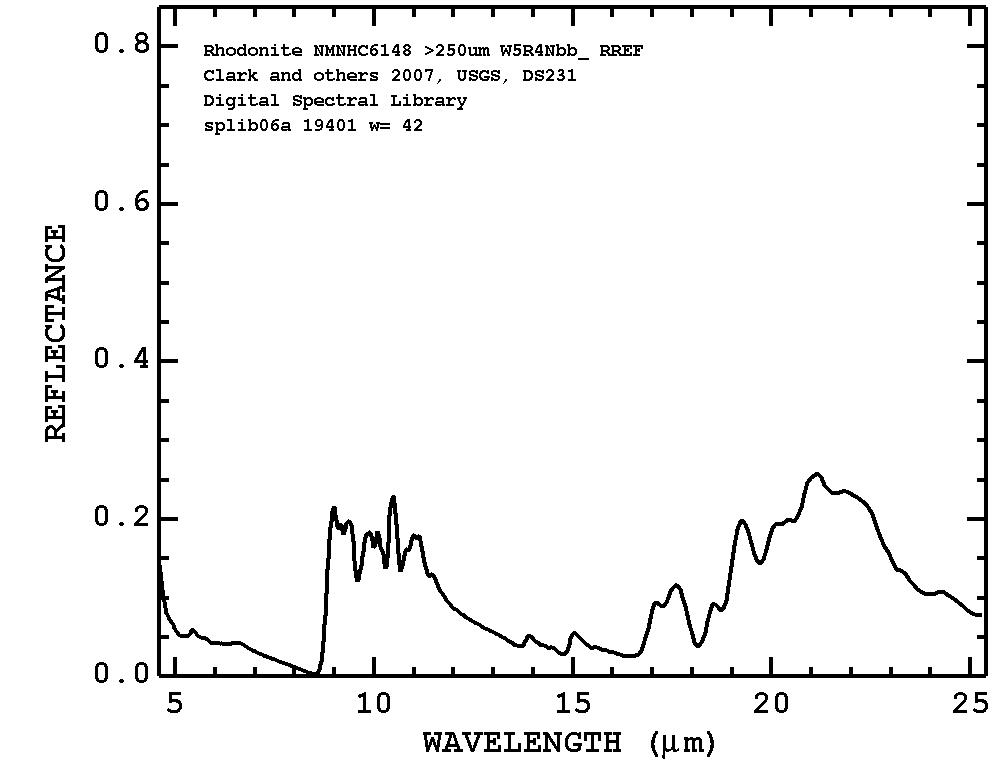 0.8
Rhodonite NMNHC6148 >250um W5R4Nbb_ RREF
Clark and others 2007, USGS, DS231
Digital Spectral Library
splib06a 19401 w= 42
0.6
REFLECTANCE
0.4
0.2
0.0
5 10 15 20 25
WAVELENGTH (μm)